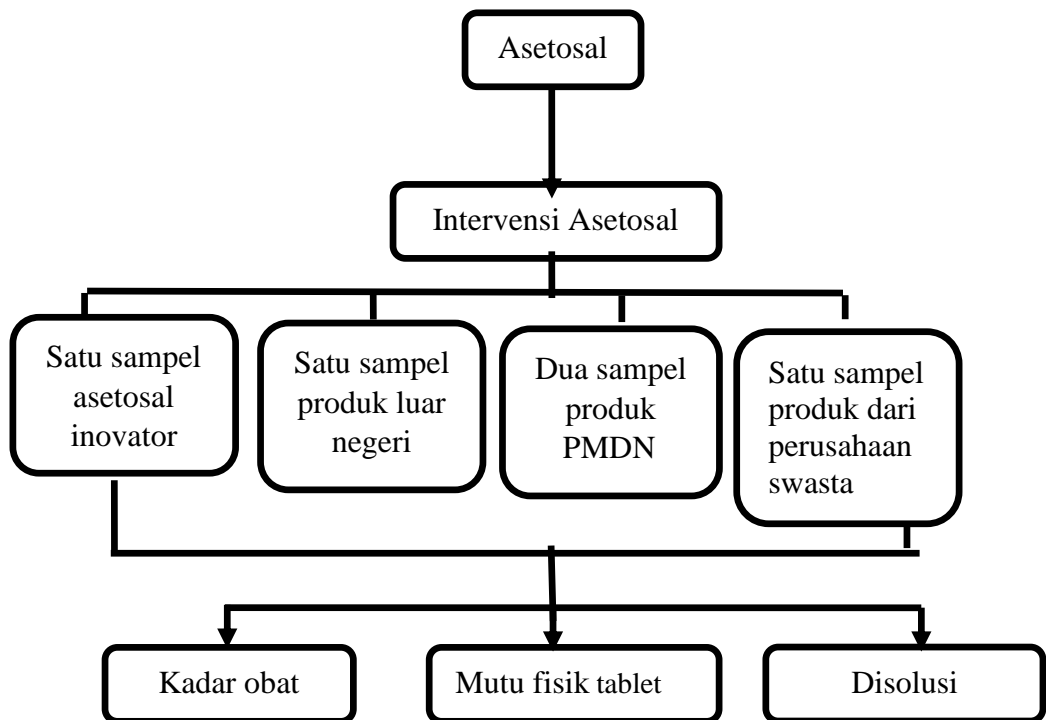 Asetosal
Intervensi Asetosal
Satu sampel
asetosal
inovator
Satu sampel
produk luar
negeri
Dua sampel
produk
PMDN
Satu sampel
produk dari
perusahaan
swasta
Kadar obat
Mutu fisik tablet
Disolusi